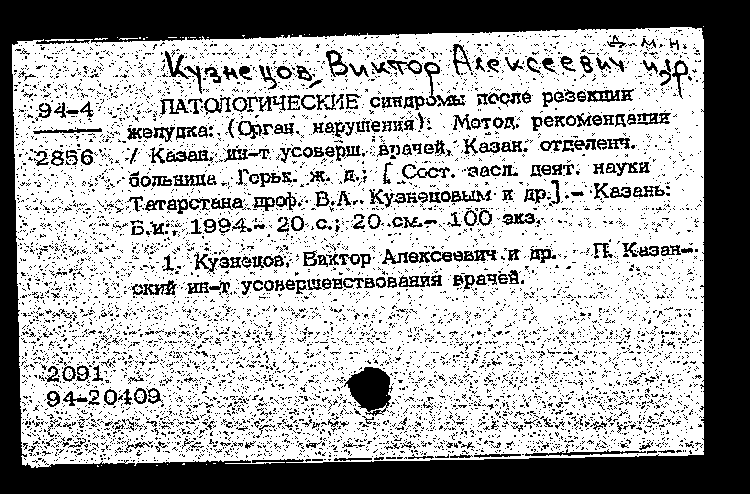 д.м.н.
Кузнецов, Виктор Алексеевич и др.
94-4
2856
ПАТОЛОГИЧЕСКИЕ синдромы после резекции
желудка: (Орган. нарушения): Метод. рекомендации
/ Казан. ин-т усоверш. врачей, Казан. отделенч.
больница Горьк. ж. д.; [Сост. засл. деят. науки
Татарстана проф. В.А. Кузнецовым и др.].- Казань:
Б.и., 1994.- 20 с.; 20 см.- 100 экз.
1. Кузнецов, Виктор Алексеевич и др. П. Казан-
ский ин-т усовершенствования врачей.
2091
94-20409